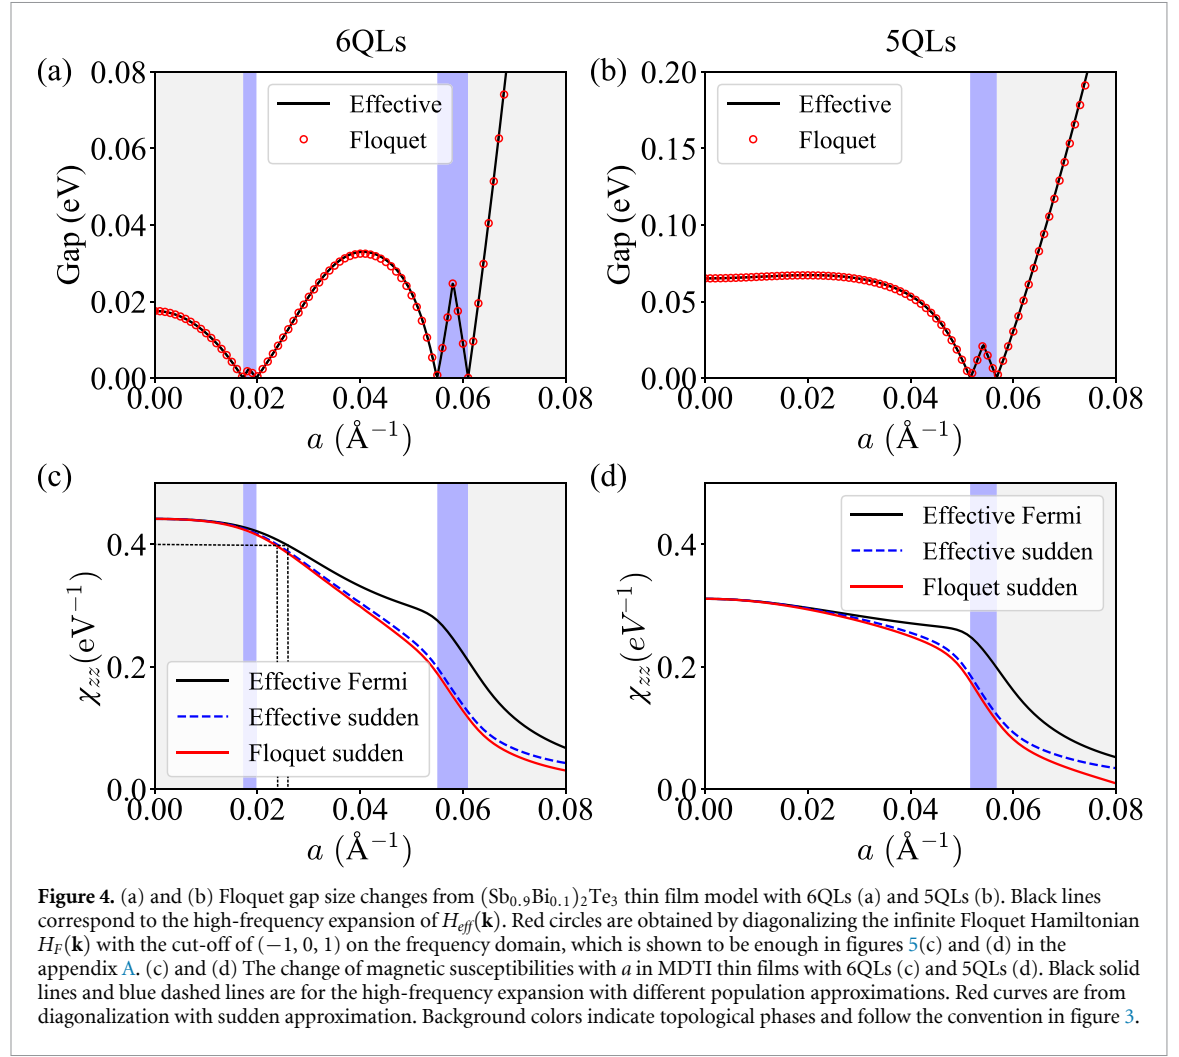 6QLs
5QLs
(a)
0.08
0.06
0.04
0.02
0.00
Gap (eV)
Effective
Floquet
0.00 0.02 0.04 0.06 0.08
a (Å⁻¹)
(b)
0.20
0.15
0.10
0.05
0.00
Gap (eV)
Effective
Floquet
0.00 0.02 0.04 0.06 0.08
a (Å⁻¹)
(c)
0.4
0.2
0.0
χzz(eV⁻¹)
Effective Fermi
Effective sudden
Floquet sudden
0.00 0.02 0.04 0.06 0.08
a (Å⁻¹)
(d)
0.4
0.2
0.0
χzz(eV⁻¹)
Effective Fermi
Effective sudden
Floquet sudden
0.00 0.02 0.04 0.06 0.08
a (Å⁻¹)
Figure 4. (a) and (b) Floquet gap size changes from (Sb₀.₉Bi₀.₁)₂Te₃ thin film model with 6QLs (a) and 5QLs (b). Black lines
correspond to the high-frequency expansion of Heff(k). Red circles are obtained by diagonalizing the infinite Floquet Hamiltonian
HF(k) with the cut-off of (−1, 0, 1) on the frequency domain, which is shown to be enough in figures 5(c) and (d) in the
appendix A. (c) and (d) The change of magnetic susceptibilities with a in MDTI thin films with 6QLs (c) and 5QLs (d). Black solid
lines and blue dashed lines are for the high-frequency expansion with different population approximations. Red curves are from
diagonalization with sudden approximation. Background colors indicate topological phases and follow the convention in figure 3.